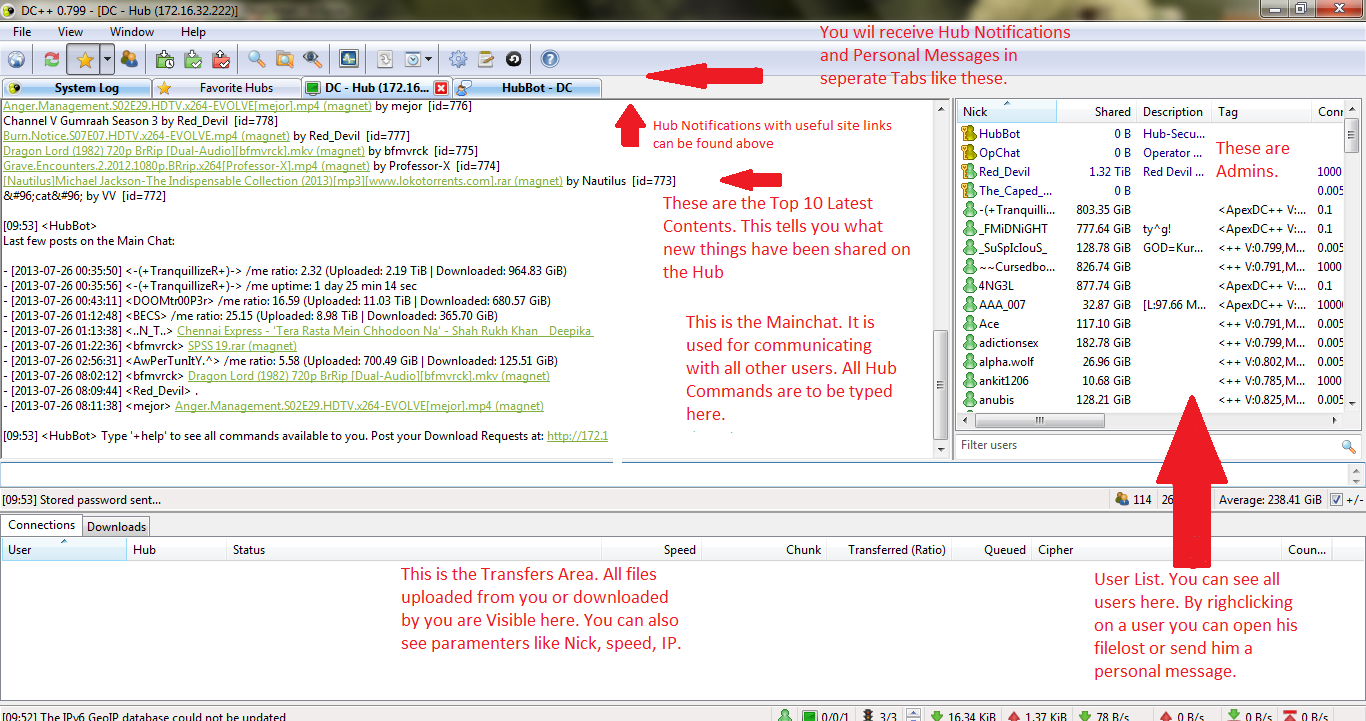 DC++ 0.799 - [DC - Hub (172.16.32.222)]
File View Window Help
You wil receive Hub Notifications
and Personal Messages in
seperate Tabs like these.
System Log
Favorite Hubs
DC - Hub (172.16...
HubBot - DC
Anger.Management.S02E29.HDTV.x264-EVOLVE[mejor].mp4 (magnet) by mejor [id=776]
Channel V Gumraah Season 3 by Red_Devil [id=778]
Burn.Notice.S07E07.HDTV.x264-EVOLVE.mp4 (magnet) by Red_Devil [id=777]
Dragon Lord (1982) 720p BrRip [Dual-Audio][bfmvrck].mkv (magnet) by bfmvrck [id=775]
Grave.Encounters.2.2012.1080p.BRrip.x264[Professor-X].mp4 (magnet) by Professor-X [id=774]
[Nautilus]Michael Jackson-The Indispensable Collection (2013)[mp3][www.lokotorrents.com].rar (magnet) by Nautilus [id=773]
&#96;cat&#96; by VV [id=772]
Hub Notifications with useful site links
can be found above
These are the Top 10 Latest
Contents. This tells you what
new things have been shared on
the Hub
[09:53] <HubBot>
Last few posts on the Main Chat:
- [2013-07-26 00:35:50] <-(+TranquillizeR+)-> /me ratio: 2.32 (Uploaded: 2.19 TiB | Downloaded: 964.83 GiB)
- [2013-07-26 00:35:56] <-(+TranquillizeR+)-> /me uptime: 1 day 25 min 14 sec
- [2013-07-26 00:43:11] <DOOMtr00P3r> /me ratio: 16.59 (Uploaded: 11.03 TiB | Downloaded: 680.57 GiB)
- [2013-07-26 01:12:48] <BECS> /me ratio: 25.15 (Uploaded: 8.98 TiB | Downloaded: 365.70 GiB)
- [2013-07-26 01:13:38] <..N_T..> Chennai Express - 'Tera Rasta Mein Chhodoon Na' - Shah Rukh Khan_ Deepika
- [2013-07-26 01:22:36] <bfmvrck> SPSS 19.rar (magnet)
- [2013-07-26 02:56:31] <AwPerTunItY.^> /me ratio: 5.58 (Uploaded: 700.49 GiB | Downloaded: 125.51 GiB)
- [2013-07-26 08:02:12] <bfmvrck> Dragon Lord (1982) 720p BrRip [Dual-Audio][bfmvrck].mkv (magnet)
- [2013-07-26 08:09:44] <Red_Devil> .
- [2013-07-26 08:11:38] <mejor> Anger.Management.S02E29.HDTV.x264-EVOLVE[mejor].mp4 (magnet)
[09:53] <HubBot> Type '+help' to see all commands available to you. Post your Download Requests at: http://172.1
This is the Mainchat. It is
used for communicating
with all other users. All Hub
Commands are to be typed
here.
Nick Shared Description Tag Conr
HubBot 0 B Hub-Secu...
OpChat 0 B Operator ...
Red_Devil 1.32 TiB Red Devil ... 1000
The_Caped_... 0 B 0.005
-(+Tranquilli... 803.35 GiB <ApexDC++ V:... 0.1
_FMiDNiGHT 777.64 GiB ty^g! <ApexDC++ V:... 0.1
_SuSpIcIouS_ 128.78 GiB GOD=Kur... <++ V:0.799,M... 0.005
~~Cursedbo... 826.74 GiB <++ V:0.791,M... 1000
4NG3L 877.74 GiB <ApexDC++ V:... 0.1
AAA_007 32.87 GiB [L:97.66 M... <ApexDC++ V:... 1000
Ace 117.10 GiB <++ V:0.799,M... 0.005
adictionsex 182.78 GiB <++ V:0.799,M... 0.005
alpha.wolf 26.96 GiB <++ V:0.802,M... 0.005
ankit1206 10.68 GiB <++ V:0.785,M... 1000
anubis 128.21 GiB <++ V:0.825,M... 0.005
These are
Admins.
Filter users
[09:53] Stored password sent...
114 26 Average: 238.41 GiB +/-
Connections Downloads
User Hub Status Speed Chunk Transferred (Ratio) Queued Cipher Coun...
This is the Transfers Area. All files
uploaded from you or downloaded
by you are Visible here. You can also
see paramenters like Nick, speed, IP.
User List. You can see all
users here. By righclicking
on a user you can open his
filelost or send him a
personal message.
[09:52] The IPv6 GeoIP database could not be updated
0/0/1 3/3 16.34 KiB 1.37 KiB 78 B/s 0 B/s 0 B/s 0 B/s